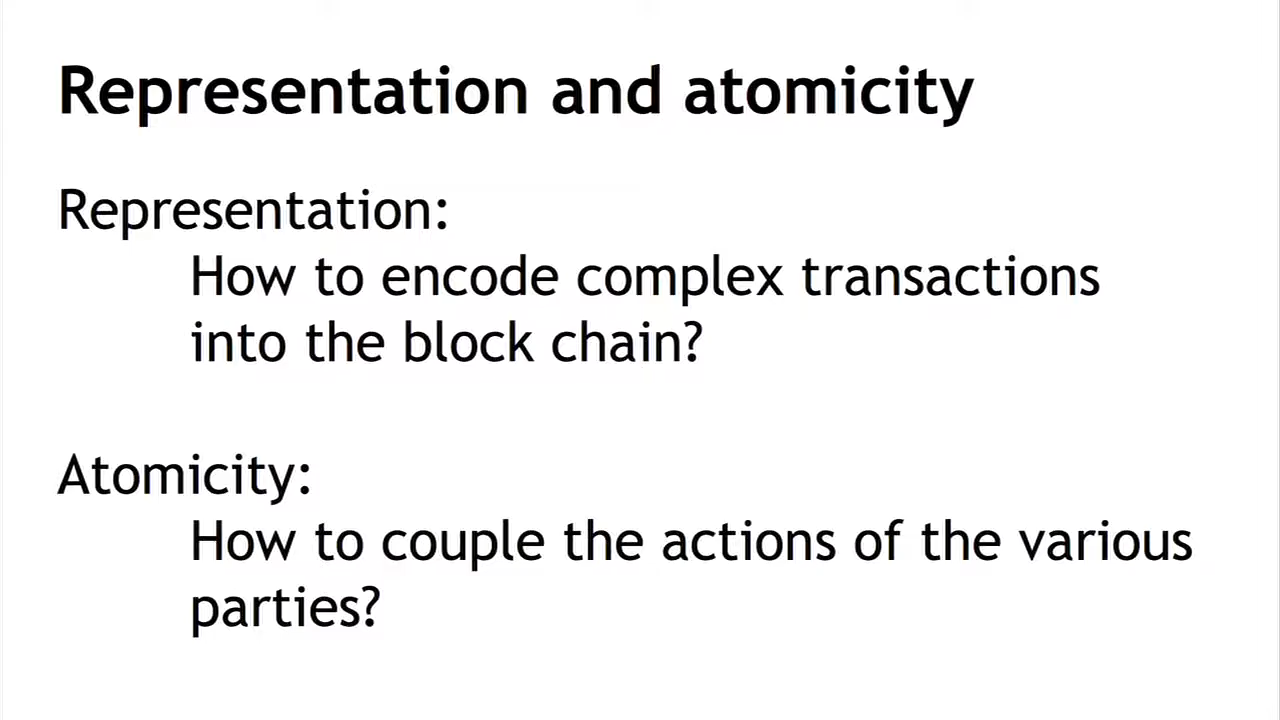 Representation and atomicity
Representation:
How to encode complex transactions
into the block chain?
Atomicity:
How to couple the actions of the various
parties?